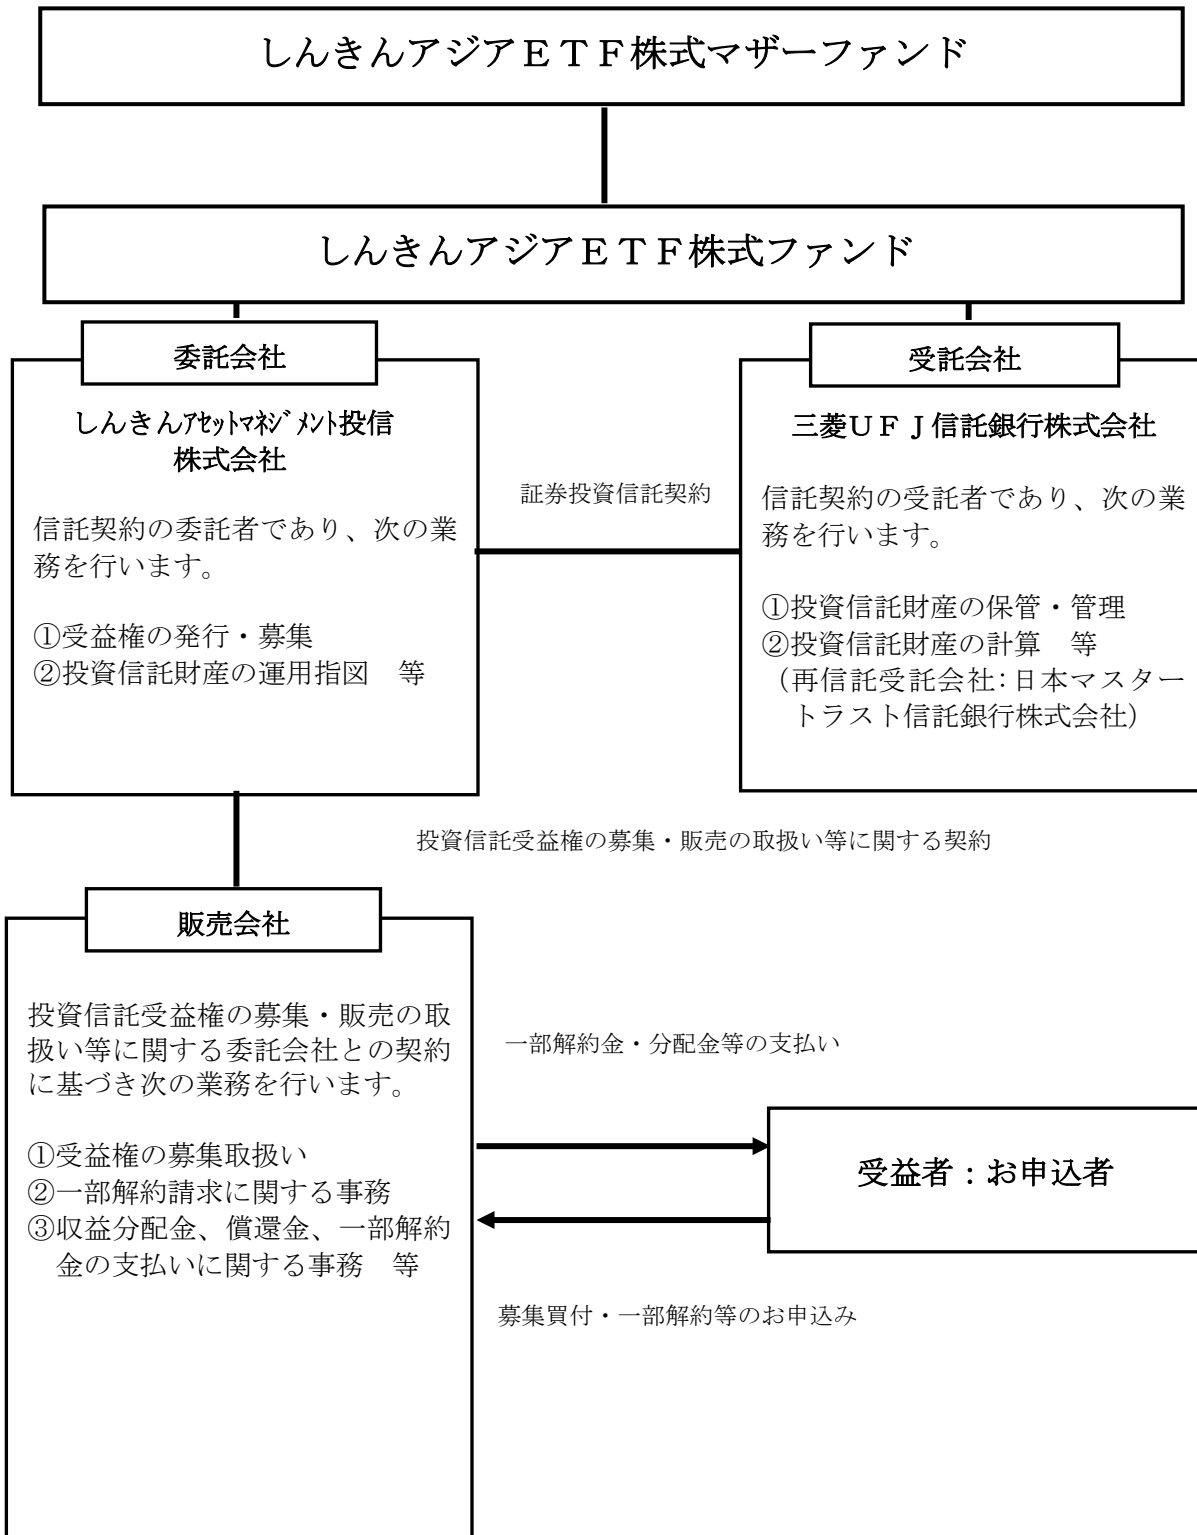 しんきんアジアＥＴＦ株式マザーファンド
しんきんアジアＥＴＦ株式ファンド
委託会社
しんきんｱｾｯﾄﾏﾈｼﾞﾒﾝﾄ投信
株式会社
信託契約の委託者であり、次の業
務を行います。
①受益権の発行・募集
②投資信託財産の運用指図　等
証券投資信託契約
受託会社
三菱ＵＦＪ信託銀行株式会社
信託契約の受託者であり、次の業
務を行います。
①投資信託財産の保管・管理
②投資信託財産の計算　等
（再信託受託会社：日本マスター
トラスト信託銀行株式会社）
投資信託受益権の募集・販売の取扱い等に関する契約
販売会社
投資信託受益権の募集・販売の取
扱い等に関する委託会社との契約
に基づき次の業務を行います。
①受益権の募集取扱い
②一部解約請求に関する事務
③収益分配金、償還金、一部解約
金の支払いに関する事務　等
一部解約金・分配金等の支払い
受益者：お申込者
募集買付・一部解約等のお申込み